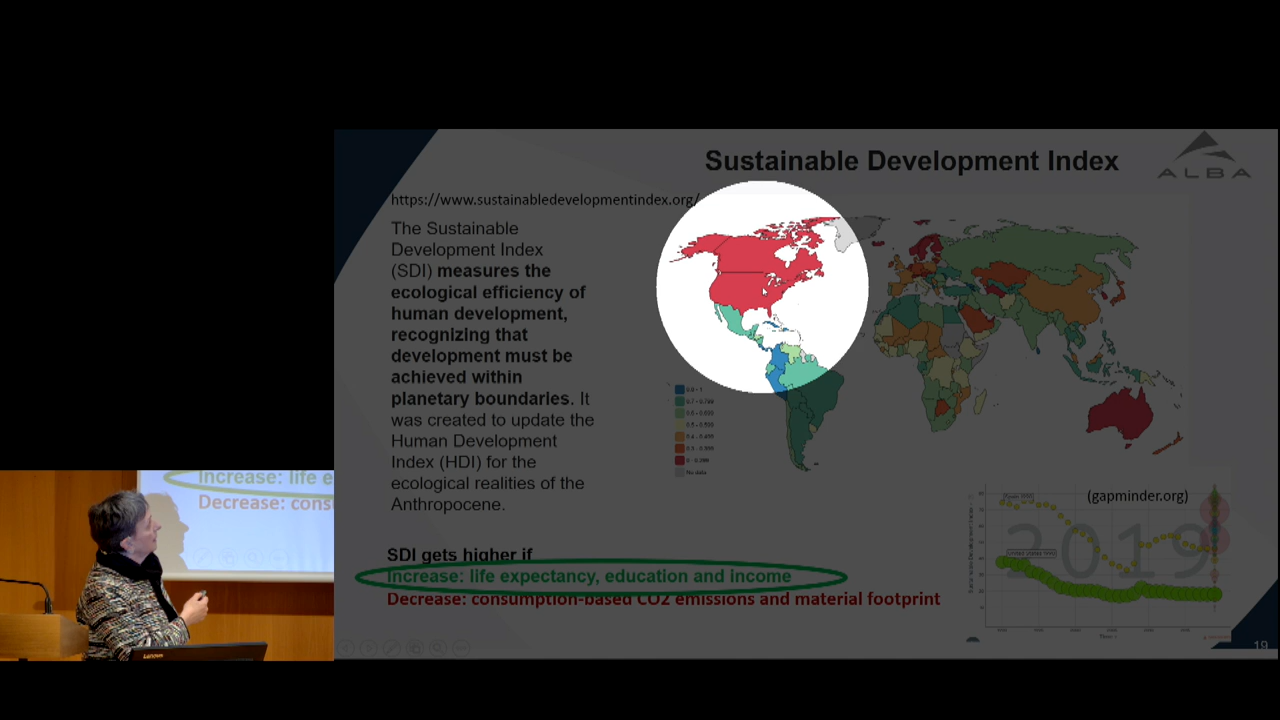 Sustainable Development Index
ALBA
https://www.sustainabledevelopmentindex.org/
The Sustainable
Development Index
(SDI) measures the
ecological efficiency of
human development,
recognizing that
development must be
achieved within
planetary boundaries. It
was created to update the
Human Development
Index (HDI) for the
ecological realities of the
Anthropocene.
No data
(gapminder.org)
2019
SDI gets higher if
Increase: life expectancy, education and income
Decrease: consumption-based CO2 emissions and material footprint
19
Increase: life e
Decrease: cons
Lenovo